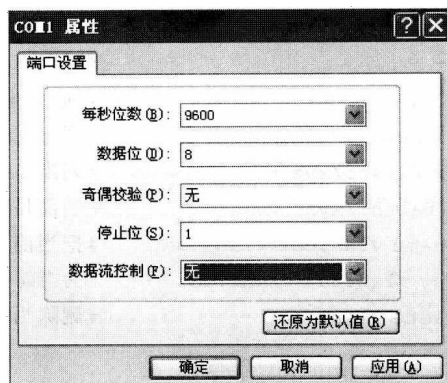 COM1 属性
端口设置
每秒位数(B): 9600
数据位(D): 8
奇偶校验(P): 无
停止位(S): 1
数据流控制(F): 无
还原为默认值(R)
确定 取消 应用(A)